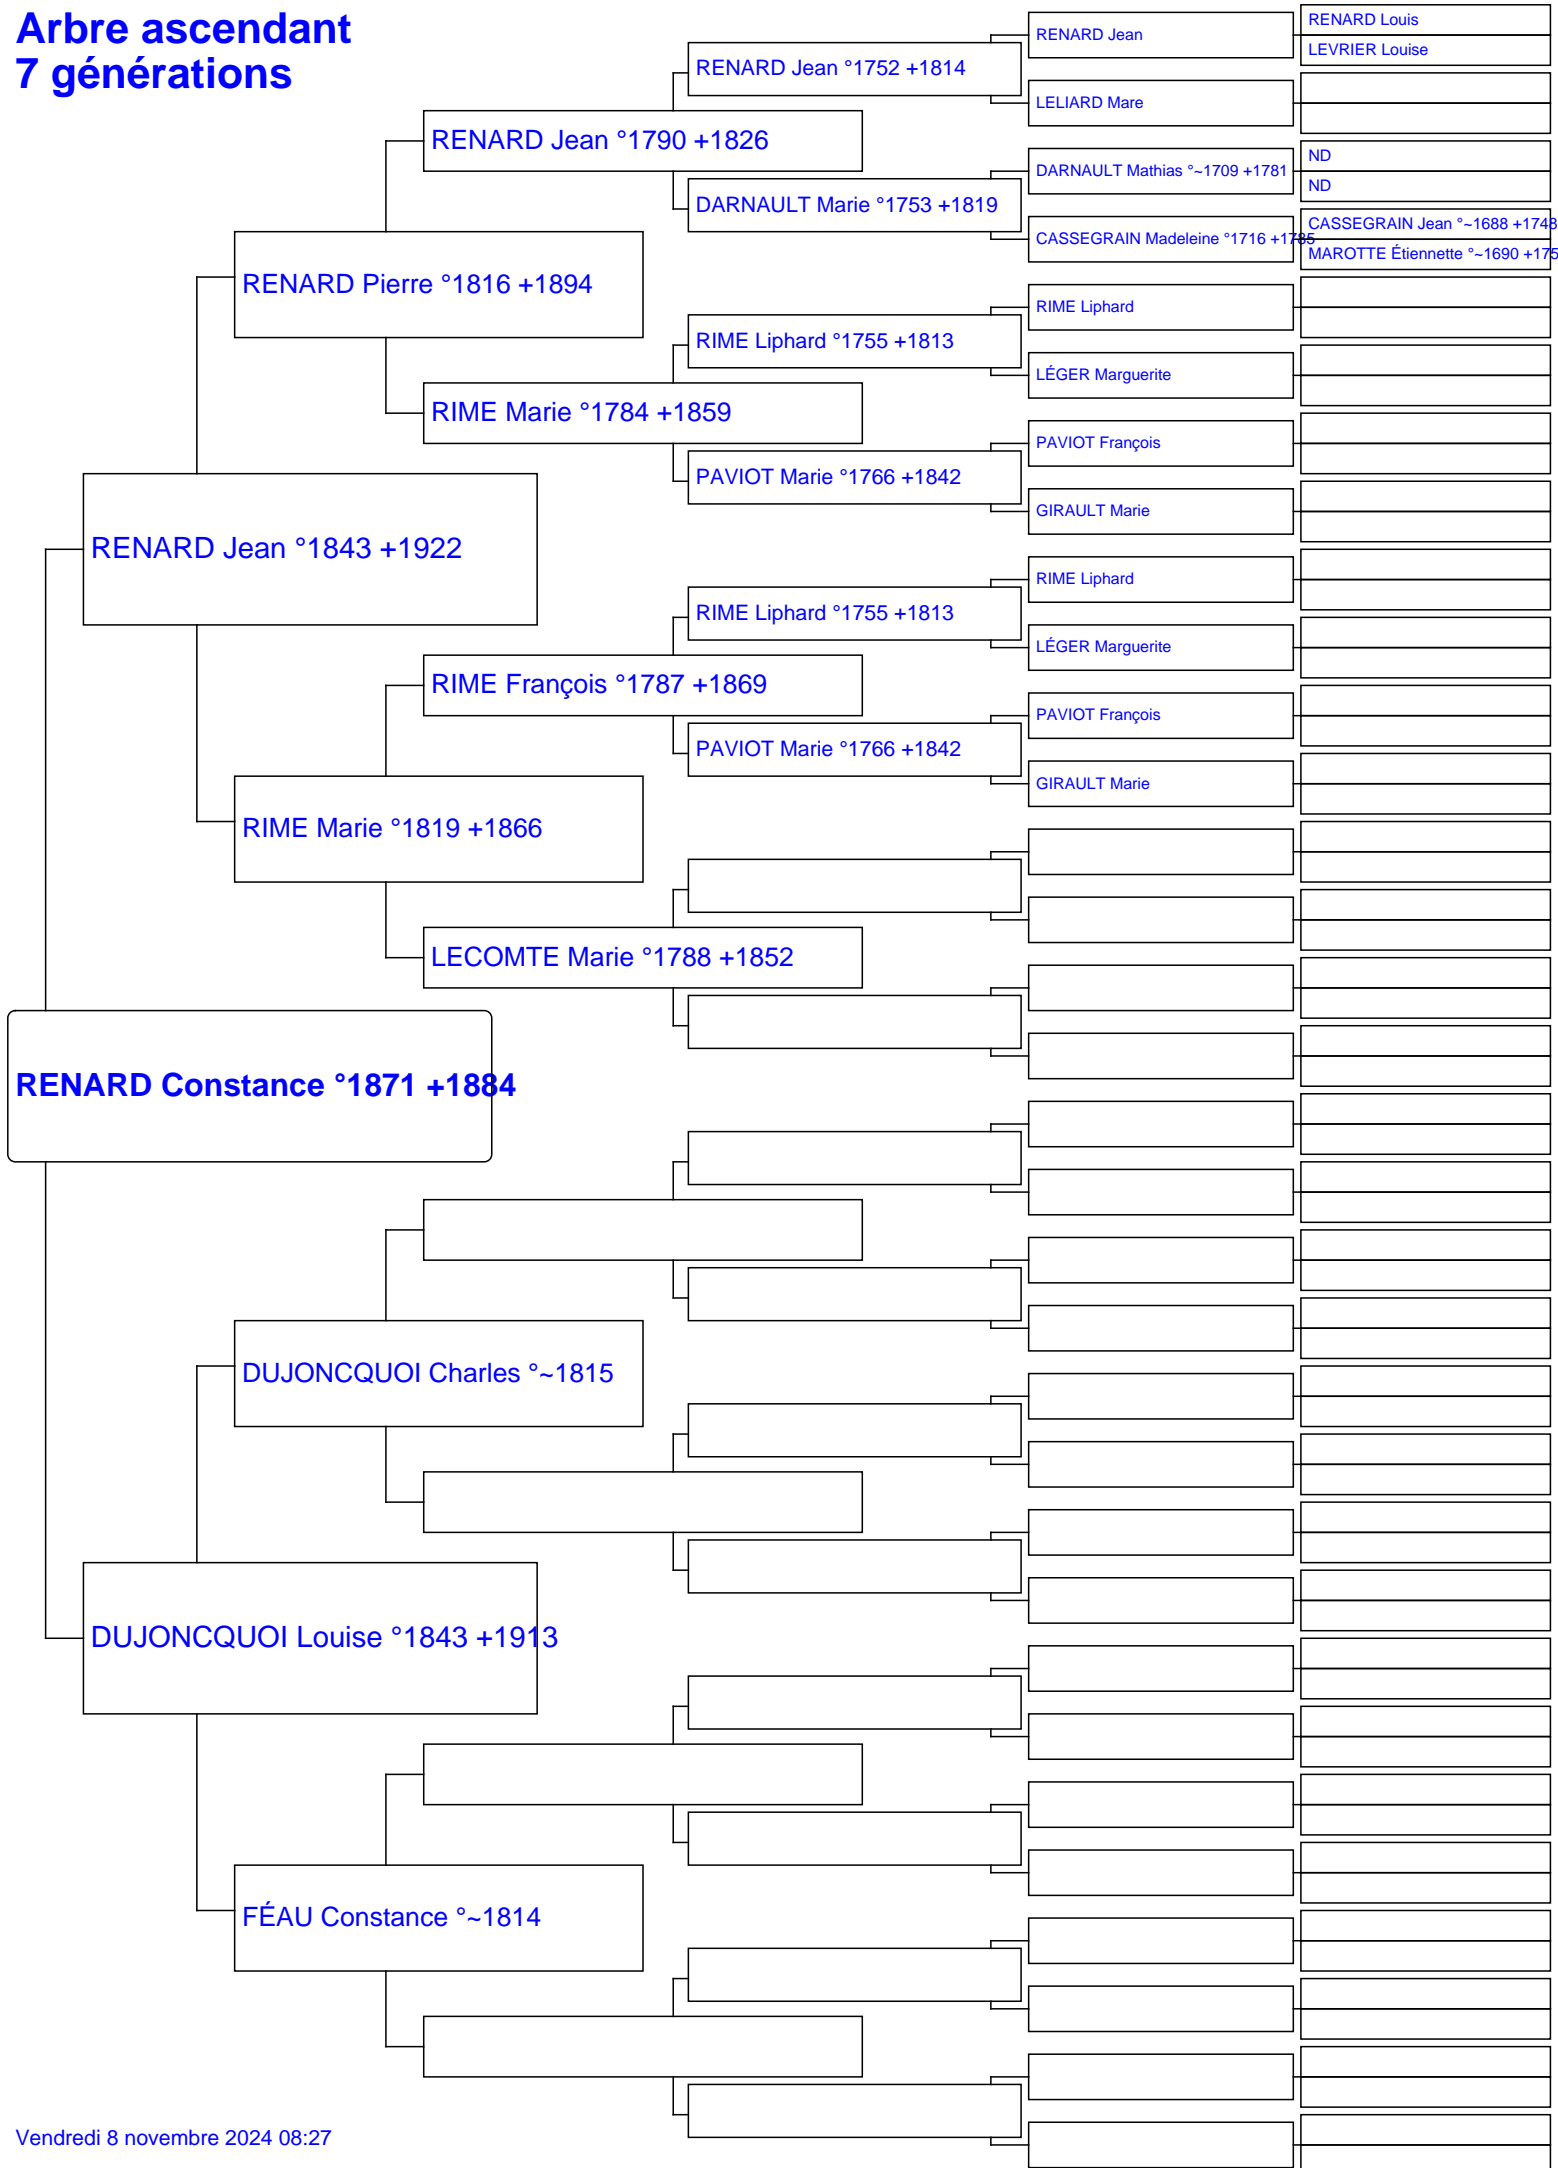 Arbre ascendant
7 générations
RENARD Constance °1871 +1884
RENARD Jean °1843 +1922
DUJONCQUOI Louise °1843 +1913
RENARD Pierre °1816 +1894
RIME Marie °1819 +1866
DUJONCQUOI Charles °~1815
FÉAU Constance °~1814
RENARD Jean °1790 +1826
RIME Marie °1784 +1859
RIME François °1787 +1869
LECOMTE Marie °1788 +1852
RENARD Jean °1752 +1814
DARNAULT Marie °1753 +1819
RIME Liphard °1755 +1813
PAVIOT Marie °1766 +1842
RIME Liphard °1755 +1813
PAVIOT Marie °1766 +1842
RENARD Jean
LELIARD Mare
DARNAULT Mathias °~1709 +1781
CASSEGRAIN Madeleine °1716 +1785
RIME Liphard
LÉGER Marguerite
PAVIOT François
GIRAULT Marie
RIME Liphard
LÉGER Marguerite
PAVIOT François
GIRAULT Marie
RENARD Louis
LEVRIER Louise
ND
ND
CASSEGRAIN Jean °~1688 +1748
MAROTTE Étiennette °~1690 +175
Vendredi 8 novembre 2024 08:27